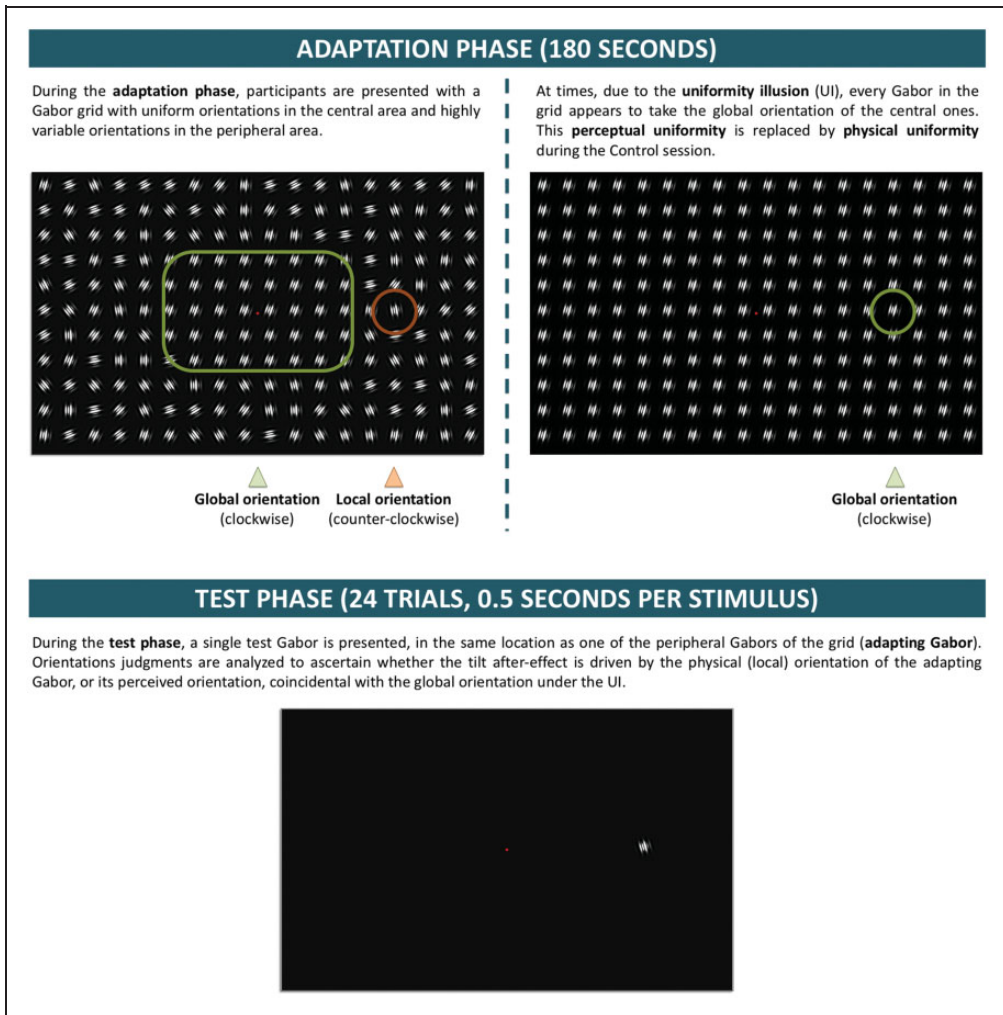 ADAPTATION PHASE (180 SECONDS)
During the adaptation phase, participants are presented with a
Gabor grid with uniform orientations in the central area and highly
variable orientations in the peripheral area.
At times, due to the uniformity illusion (UI), every Gabor in the
grid appears to take the global orientation of the central ones.
This perceptual uniformity is replaced by physical uniformity
during the Control session.
Global orientation
(clockwise)
Local orientation
(counter-clockwise)
Global orientation
(clockwise)
TEST PHASE (24 TRIALS, 0.5 SECONDS PER STIMULUS)
During the test phase, a single test Gabor is presented, in the same location as one of the peripheral Gabors of the grid (adapting Gabor).
Orientations judgments are analyzed to ascertain whether the tilt after-effect is driven by the physical (local) orientation of the adapting
Gabor, or its perceived orientation, coincidental with the global orientation under the UI.